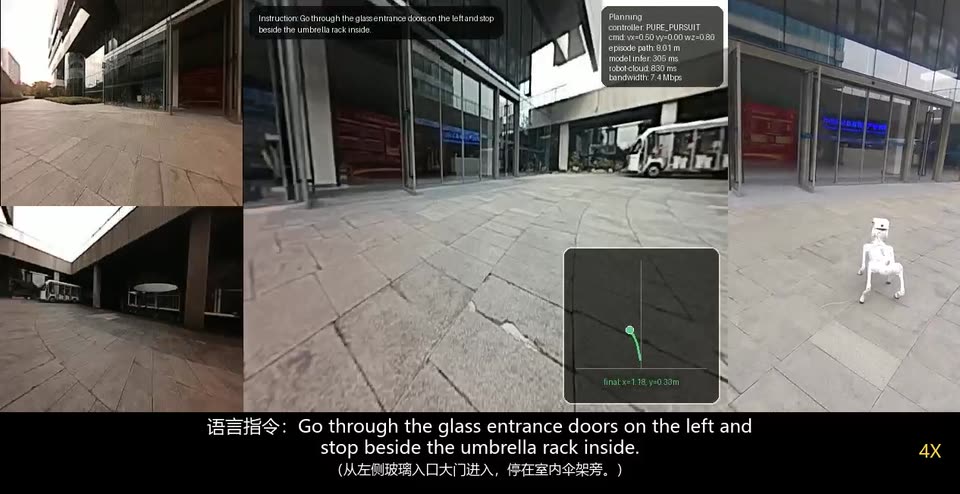 Instruction: Go through the glass entrance doors on the left and stop
beside the umbrella rack inside.
Planning
controller: PURE_PURSUIT
cmd: vx=0.50 vy=0.00 wz=0.80
episode path: 8.01 m
model infer: 305 ms
robot-cloud: 830 ms
bandwidth: 7.4 Mbps
final: x=1.18, y=0.33m
语言指令：Go through the glass entrance doors on the left and
stop beside the umbrella rack inside.
（从左侧玻璃入口大门进入，停在室内伞架旁。）
4X